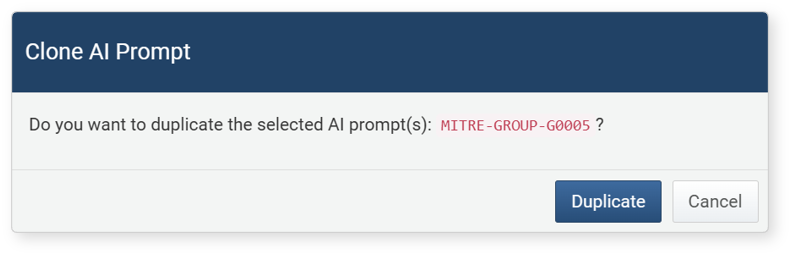 Clone AI Prompt
Do you want to duplicate the selected AI prompt(s): MITRE-GROUP-G0005 ?
Duplicate Cancel